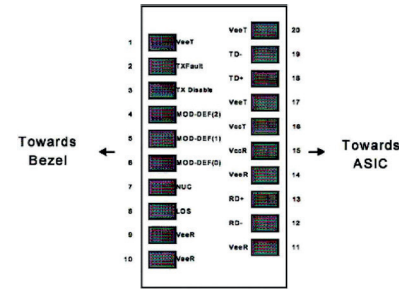 VeeT 20
1 VeeT
TD- 19
2 TXFault
TD+ 18
3 TX Disable
VeeT 17
4 MOD-DEF(2)
VccT 16
5 MOD-DEF(1)
Towards Bezel
VccR 15
Towards ASIC
6 MOD-DEF(0)
VeeR 14
7 NUC
RD+ 13
8 LOS
RD- 12
9 VeeR
VeeR 11
10 VeeR